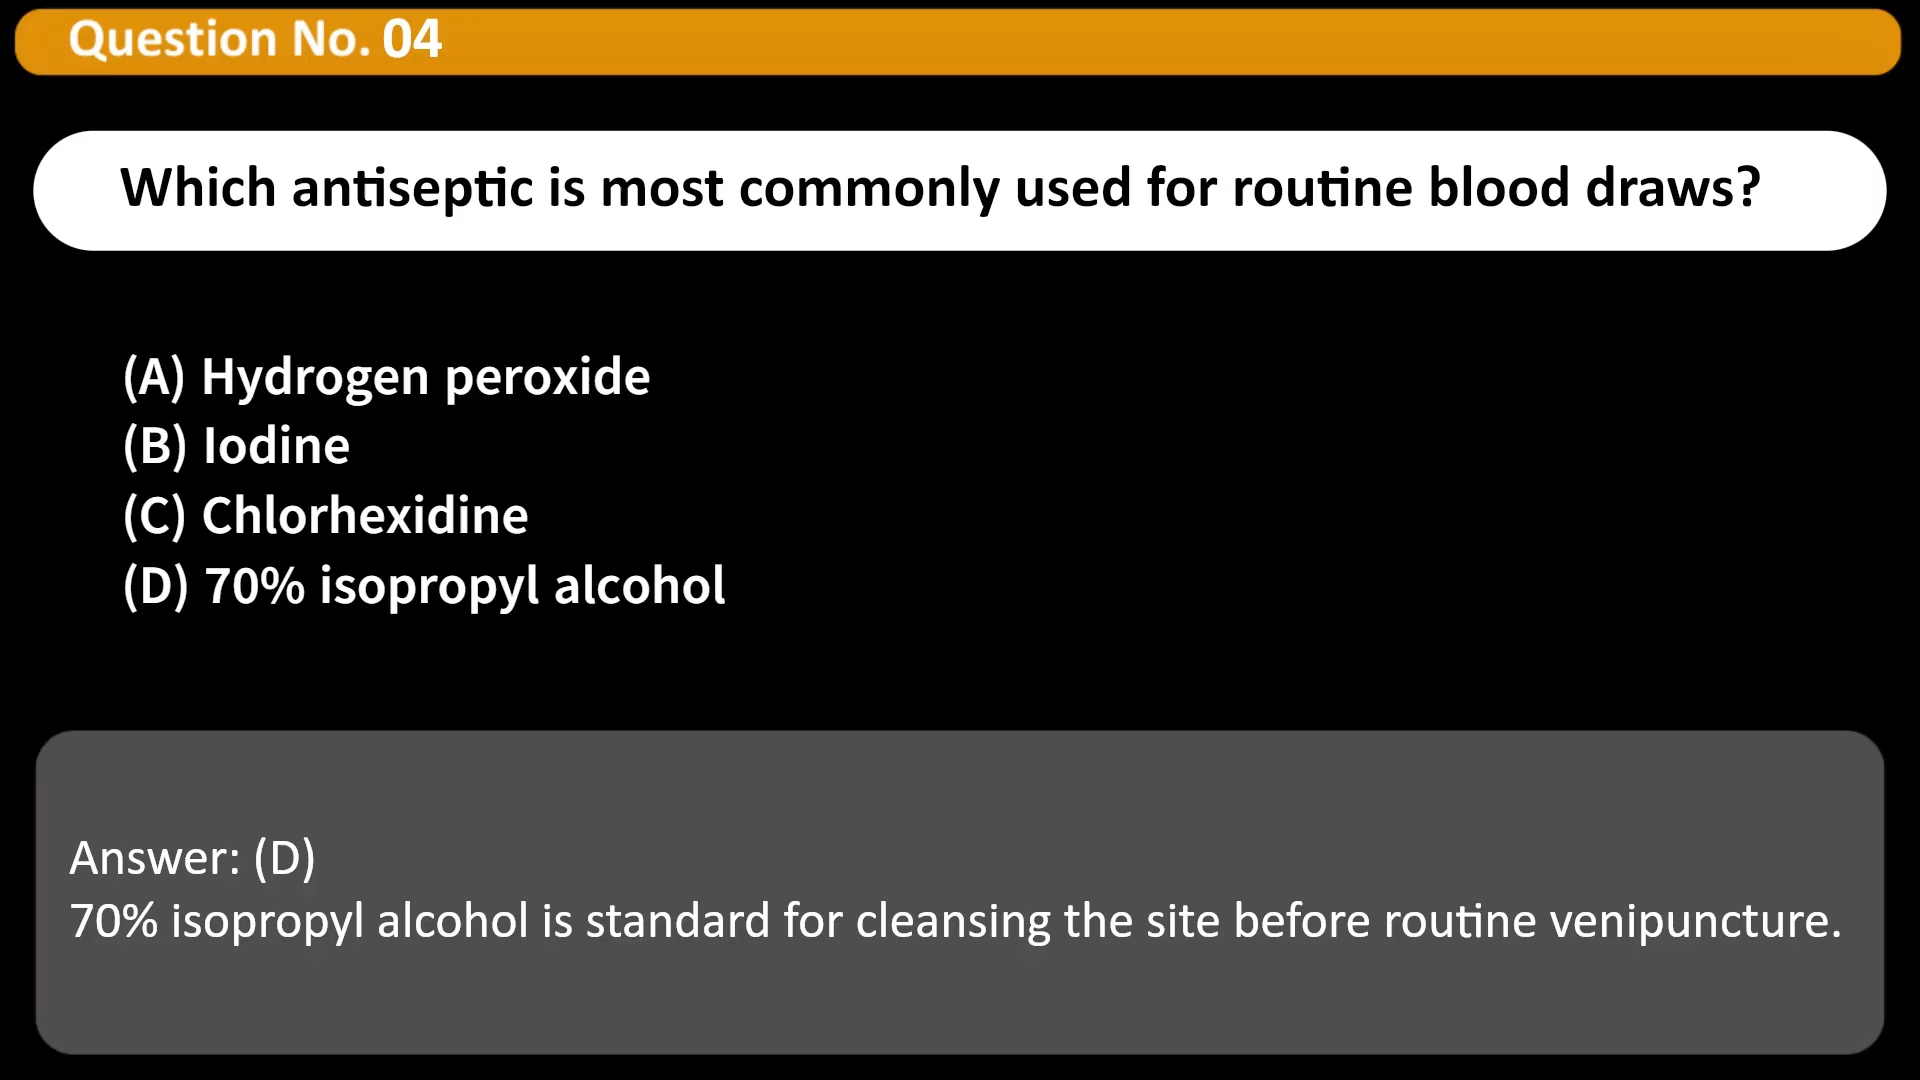 Question No. 04
Which antiseptic is most commonly used for routine blood draws?
(A) Hydrogen peroxide
(B) Iodine
(C) Chlorhexidine
(D) 70% isopropyl alcohol
Answer: (D)
70% isopropyl alcohol is standard for cleansing the site before routine venipuncture.